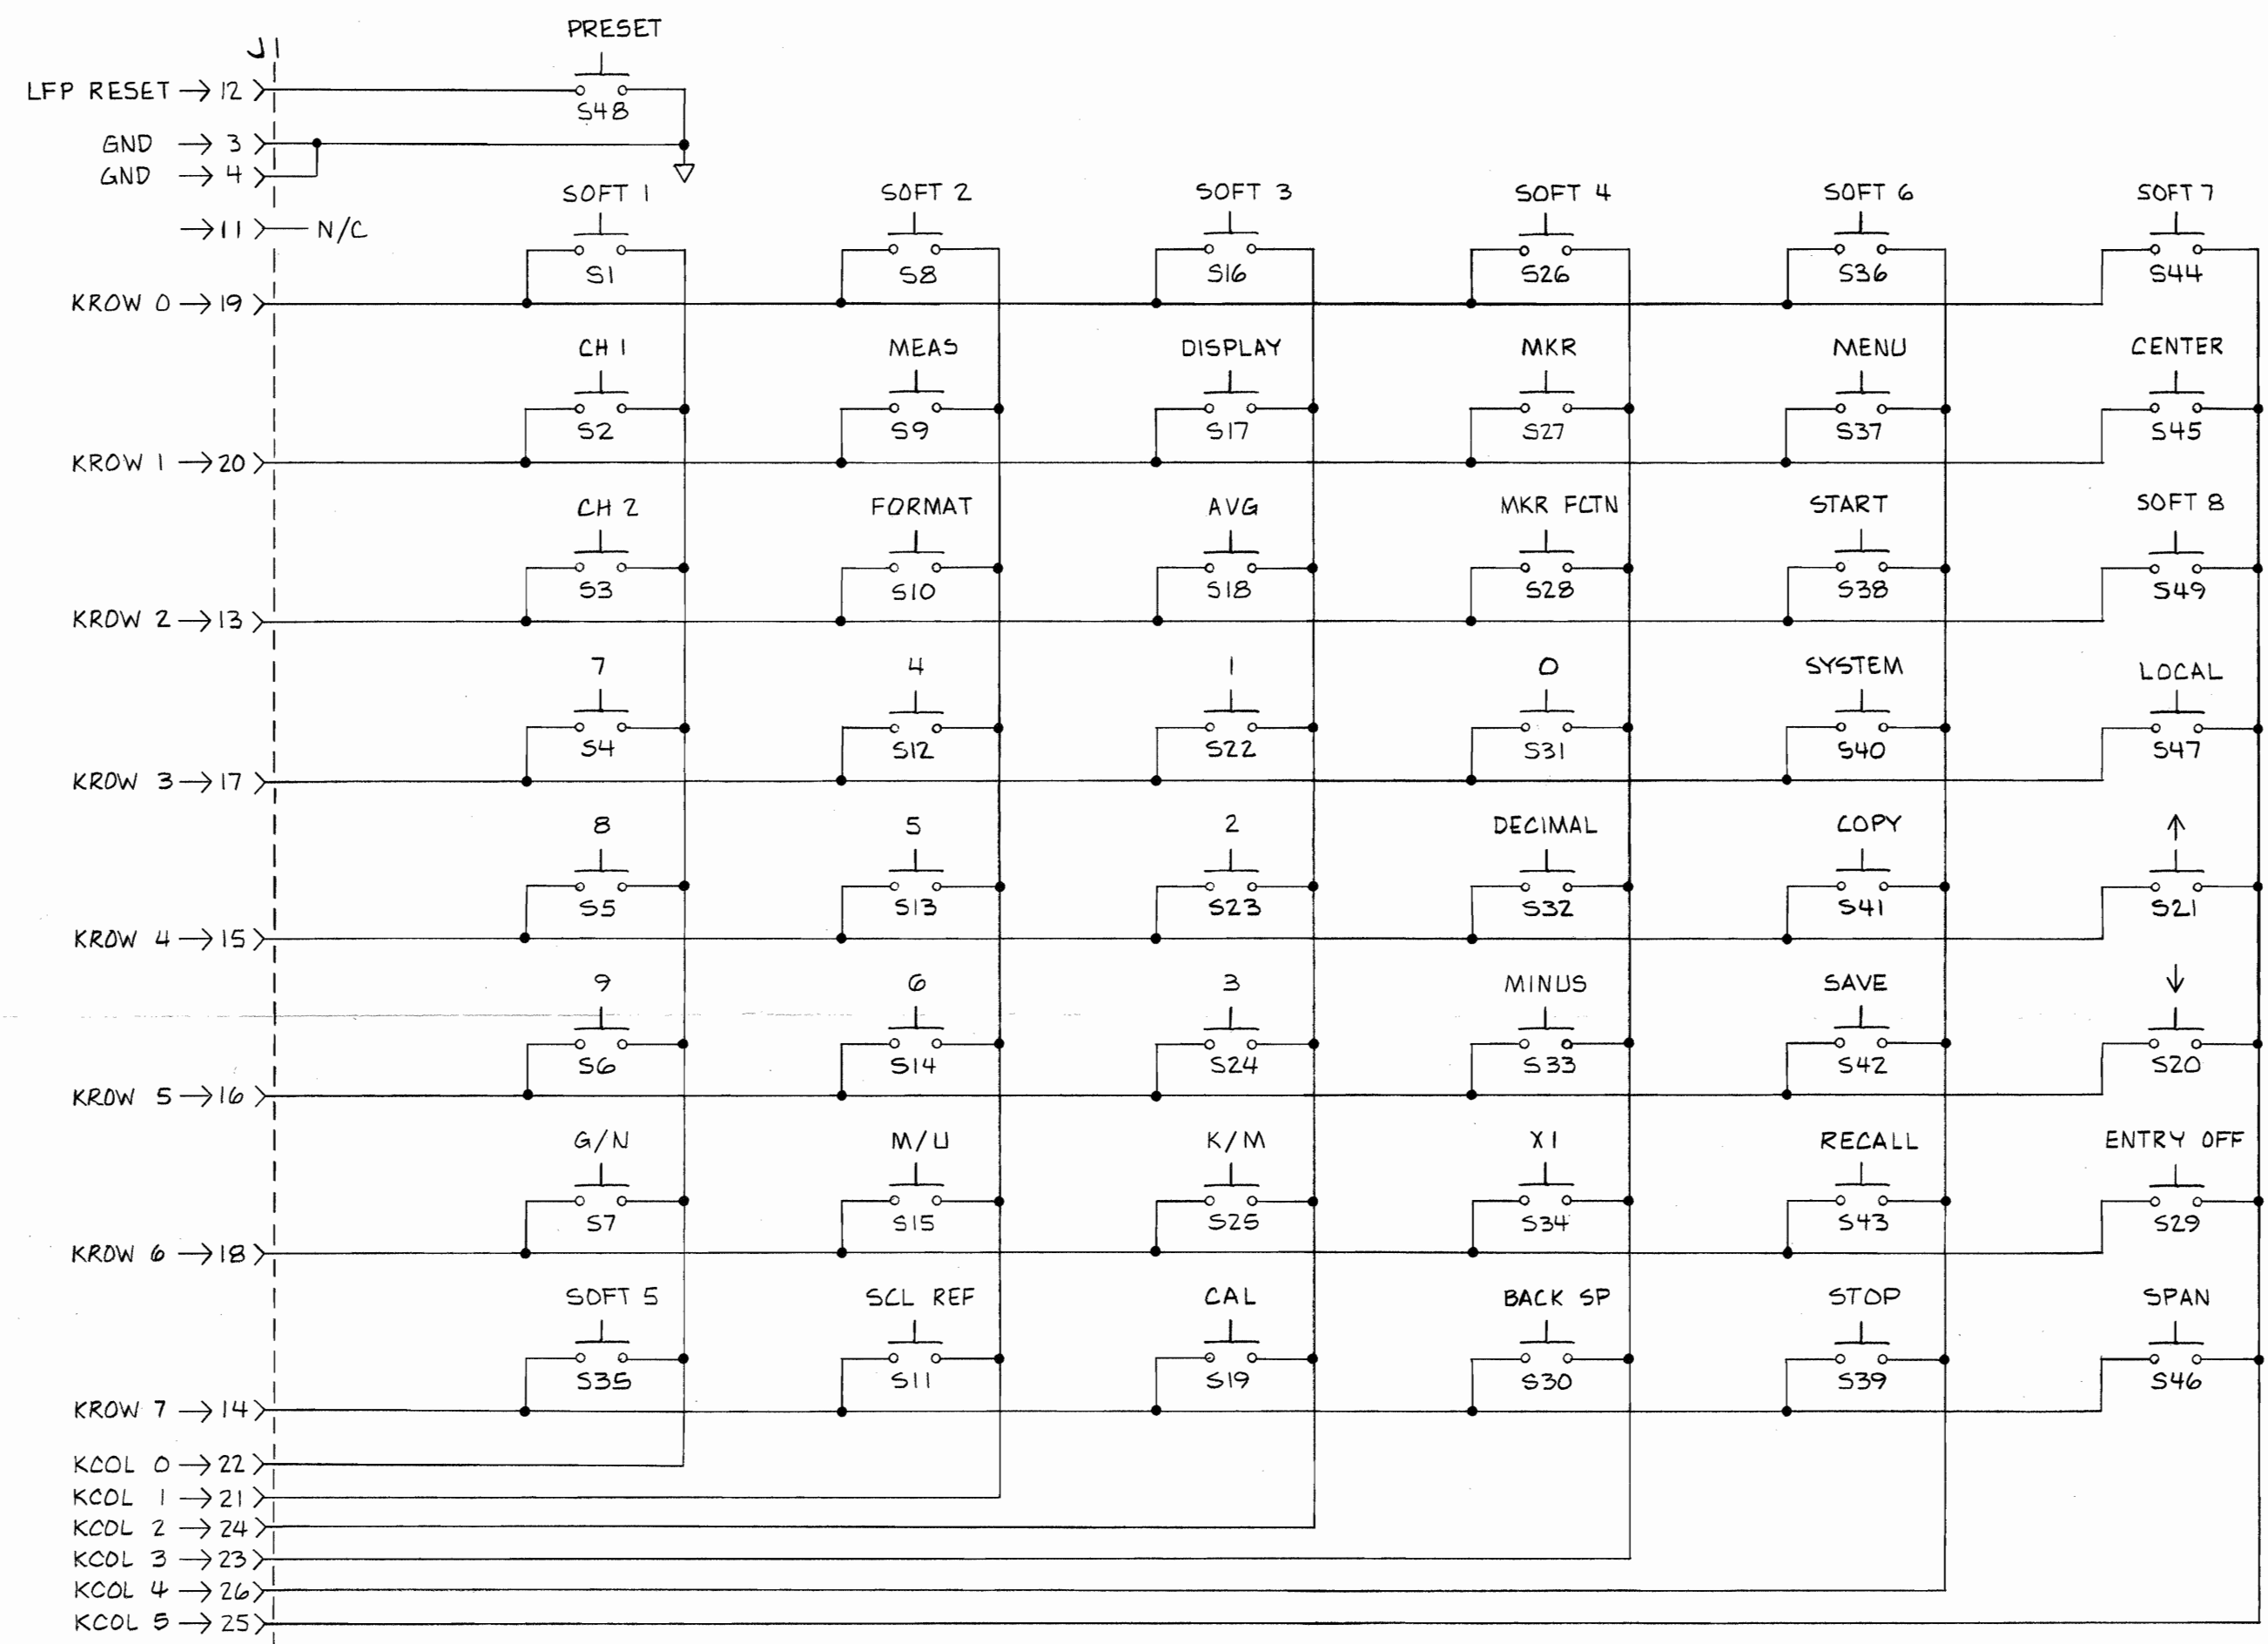 PRESET
J1
LFP RESET → 12
S48
GND → 3
GND → 4
SOFT 1 SOFT 2 SOFT 3 SOFT 4 SOFT 6 SOFT 7
→ 11 N/C
S1 S8 S16 S26 S36 S44
KROW 0 → 19
CH 1 MEAS DISPLAY MKR MENU CENTER
S2 S9 S17 S27 S37 S45
KROW 1 → 20
CH 2 FORMAT AVG MKR FCTN START SOFT 8
S3 S10 S18 S28 S38 S49
KROW 2 → 13
7 4 1 0 SYSTEM LOCAL
S4 S12 S22 S31 S40 S47
KROW 3 → 17
8 5 2 DECIMAL COPY ↑
S5 S13 S23 S32 S41 S21
KROW 4 → 15
9 6 3 MINUS SAVE ↓
S6 S14 S24 S33 S42 S20
KROW 5 → 16
G/N M/U K/M X1 RECALL ENTRY OFF
S7 S15 S25 S34 S43 S29
KROW 6 → 18
SOFT 5 SCL REF CAL BACK SP STOP SPAN
S35 S11 S19 S30 S39 S46
KROW 7 → 14
KCOL 0 → 22
KCOL 1 → 21
KCOL 2 → 24
KCOL 3 → 23
KCOL 4 → 26
KCOL 5 → 25